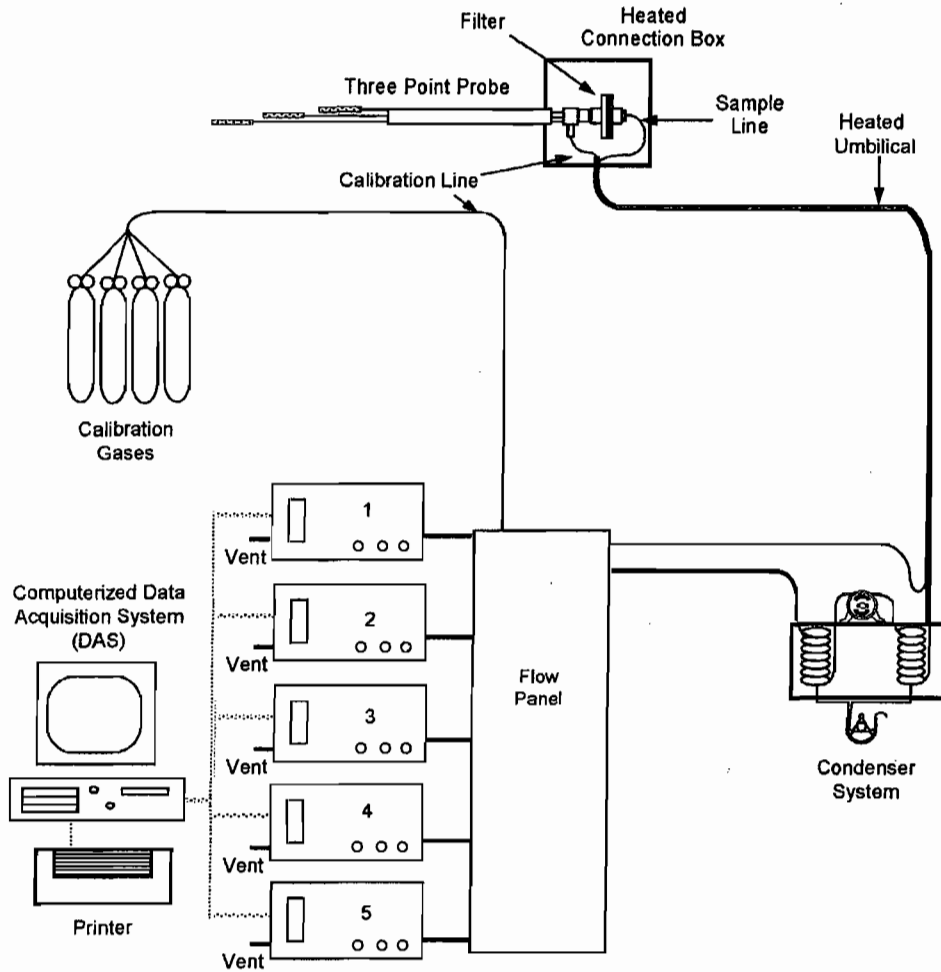 Filter
Heated
Connection Box
Three Point Probe
Sample
Line
Heated
Umbilical
Calibration Line
Calibration
Gases
1
Vent
Computerized Data
Acquisition System
(DAS)
2
Vent
Flow
Panel
3
Vent
Condenser
System
4
Vent
Printer
5
Vent